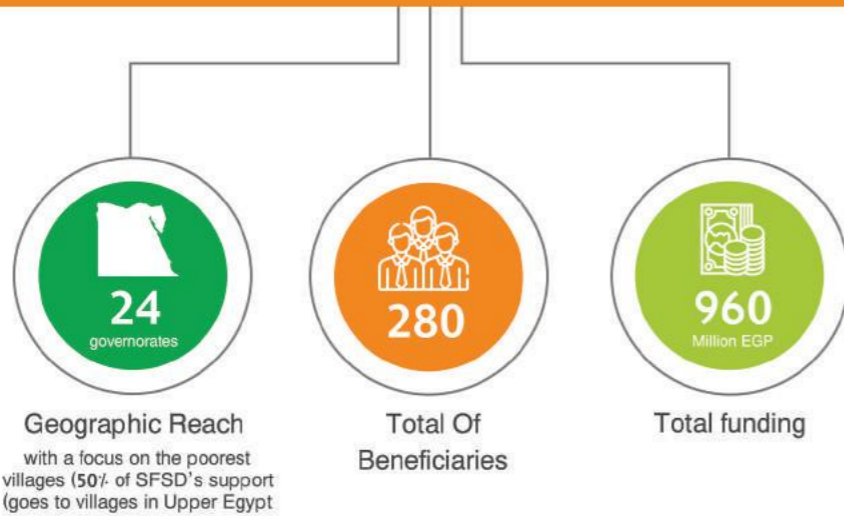 24
governorates
Geographic Reach
with a focus on the poorest
villages (50٪ of SFSD's support
(goes to villages in Upper Egypt
280
Total Of
Beneficiaries
960
Million EGP
Total funding